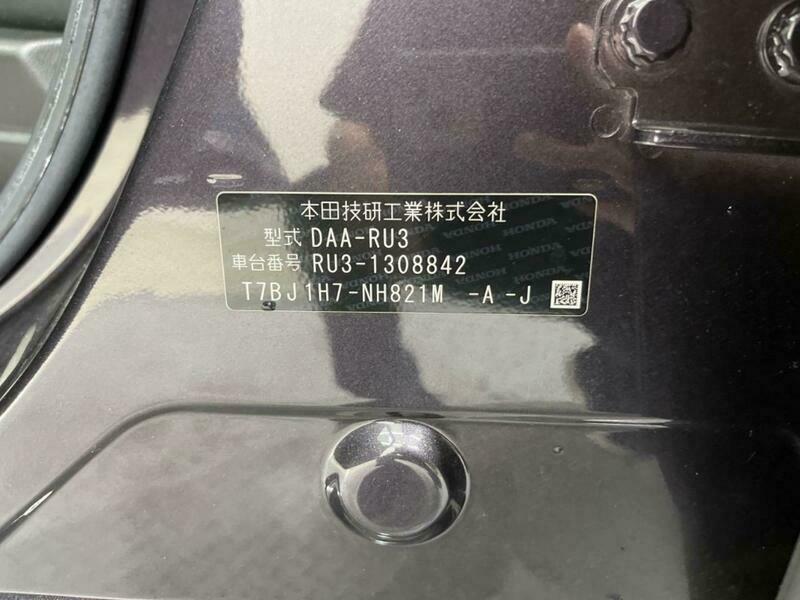 本田技研工業株式会社
型式 DAA-RU3
車台番号 RU3-1308842
T7BJ1H7-NH821M -A -J